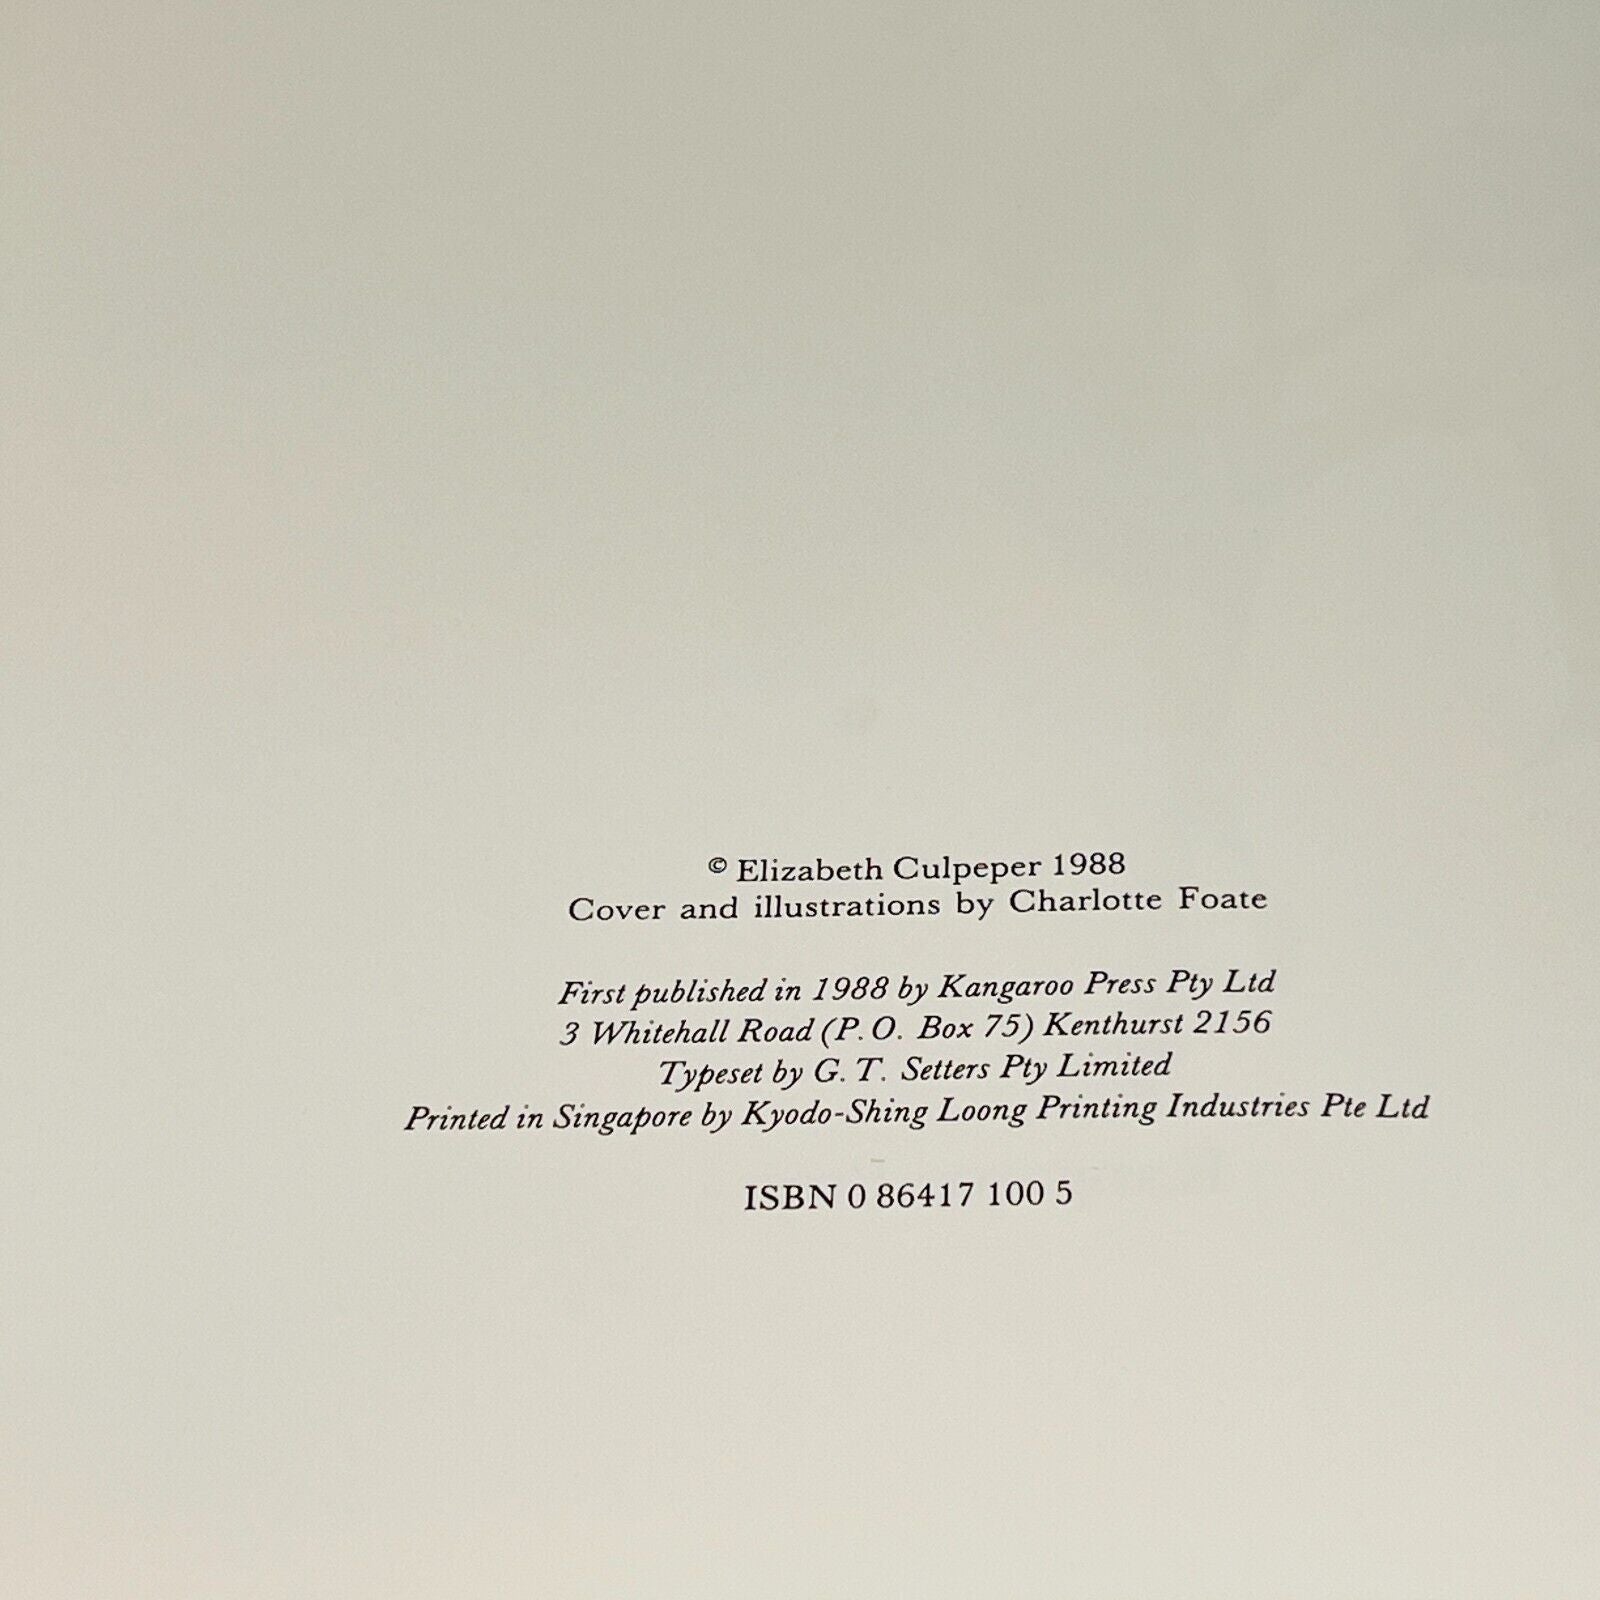 © Elizabeth Culpeper 1988
Cover and illustrations by Charlotte Foate
First published in 1988 by Kangaroo Press Pty Ltd
3 Whitehall Road (P.O. Box 75) Kenthurst 2156
Typeset by G. T. Setters Pty Limited
Printed in Singapore by Kyodo-Shing Loong Printing Industries Pte Ltd
ISBN 0 86417 100 5